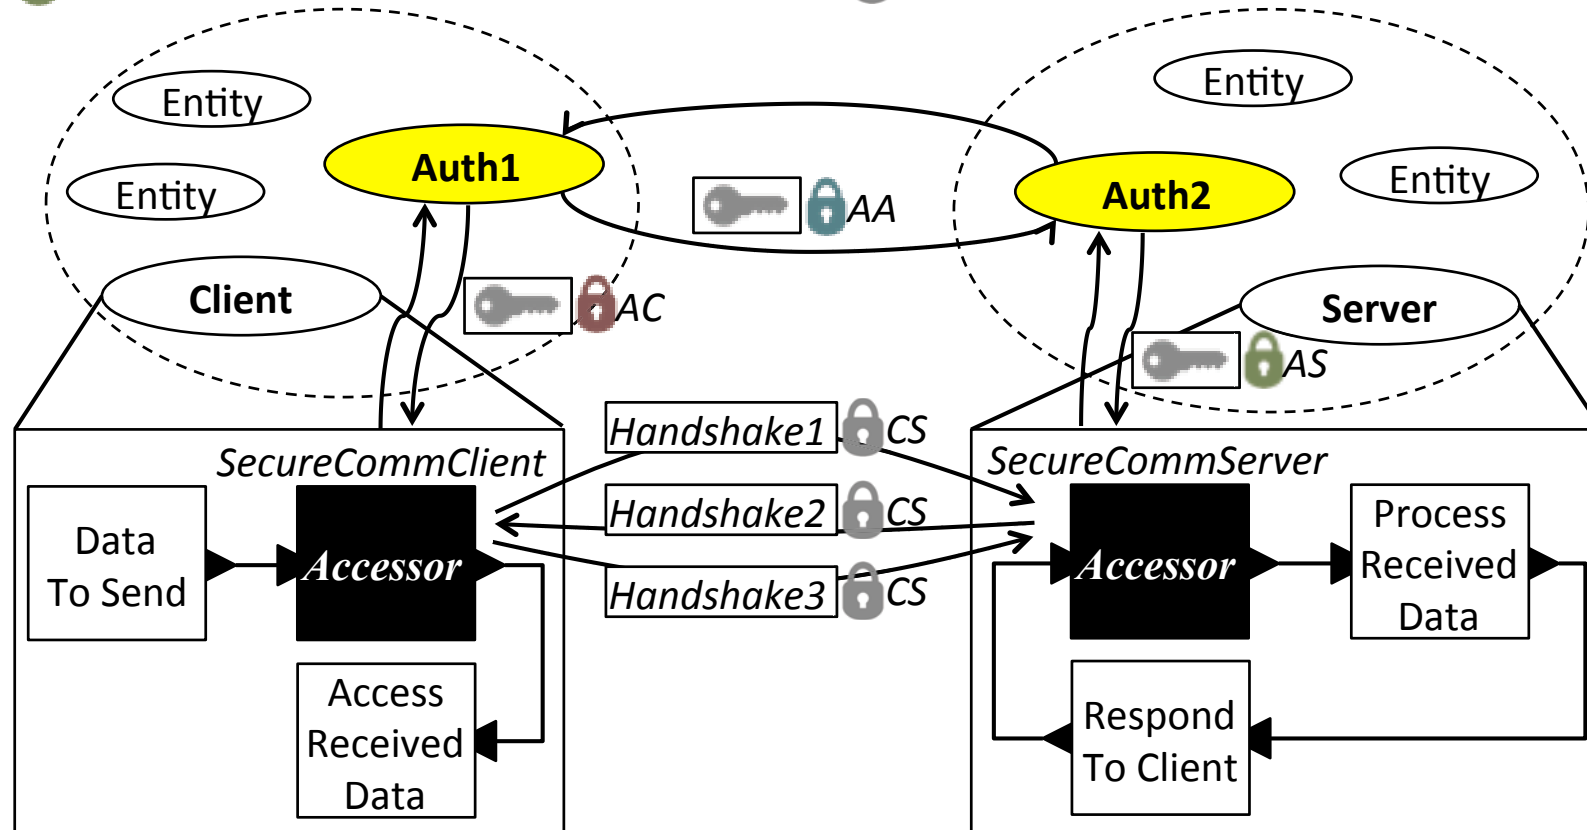 Entity
Entity
Auth1
Auth2
Entity
Entity
AA
Entity
Client
AC
Server
AS
Handshake1
CS
SecureCommClient
SecureCommServer
Handshake2
CS
Data
To Send
Accessor
Accessor
Process
Received
Data
Handshake3
CS
Access
Received
Data
Respond
To Client